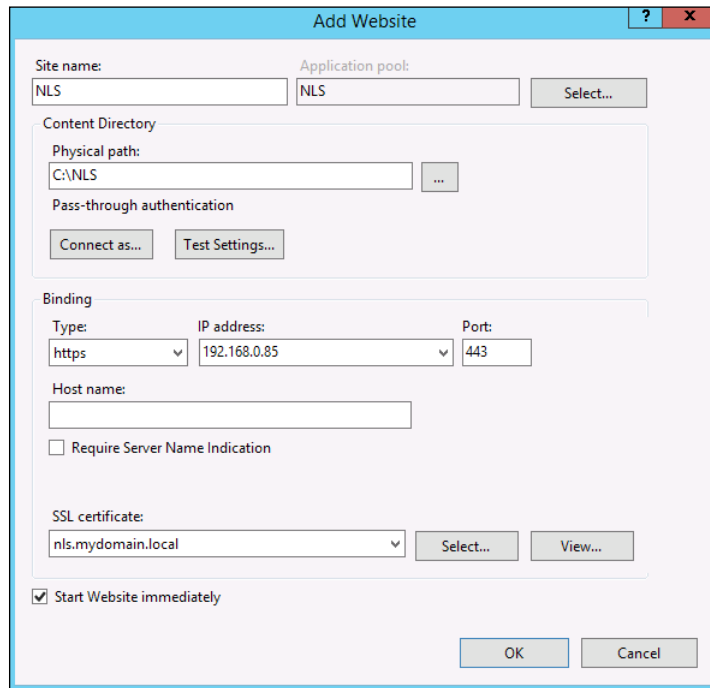 Add Website
?
x
Site name:
Application pool:
NLS
NLS
Select...
Content Directory
Physical path:
C:\NLS
...
Pass-through authentication
Connect as...
Test Settings...
Binding
Type:
IP address:
Port:
https
192.168.0.85
443
Host name:
Require Server Name Indication
SSL certificate:
nls.mydomain.local
Select...
View...
Start Website immediately
OK
Cancel